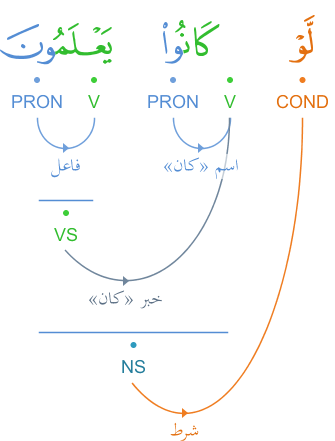 لَّوْ كَانُوا۟ يَعْلَمُونَ
COND V PRON V PRON
اسم «كان» فاعل
VS
خبر «كان»
NS
شرط